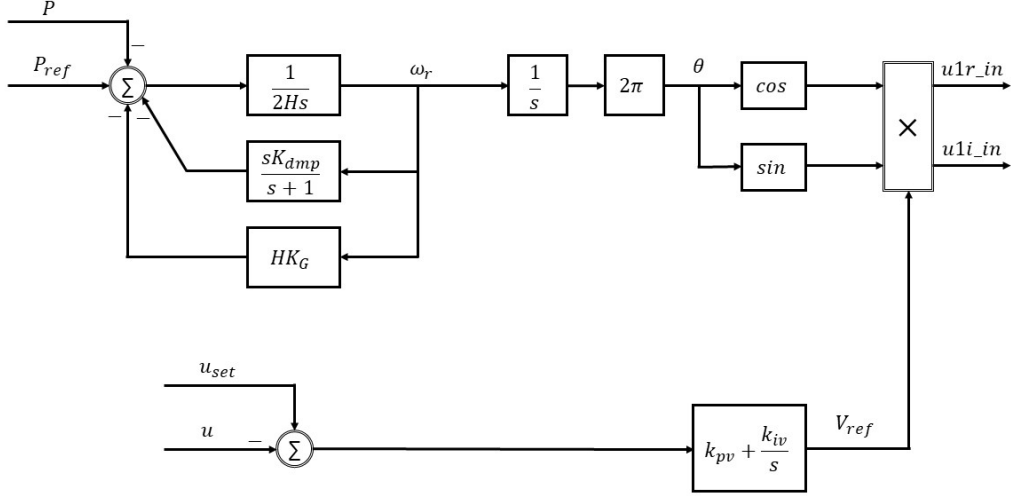 P
−
P_ref
Σ
1
2Hs
ω_r
1
s
2π
θ
cos
u1r_in
×
− −
sK_dmp
s + 1
sin
u1i_in
HK_G
u_set
u
−
Σ
k_pv + k_iv
s
V_ref